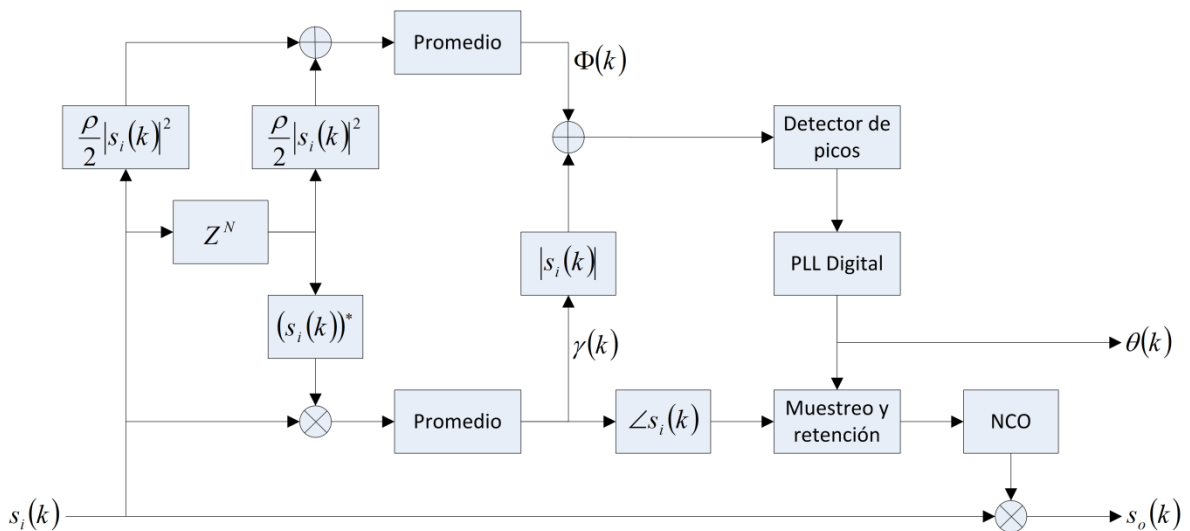 Promedio
Φ(k)
ρ/2 |s_i(k)|^2
ρ/2 |s_i(k)|^2
Detector de
picos
Z^N
|s_i(k)|
PLL Digital
(s_i(k))^*
γ(k)
θ(k)
Promedio
∠s_i(k)
Muestreo y
retención
NCO
s_i(k)
s_o(k)